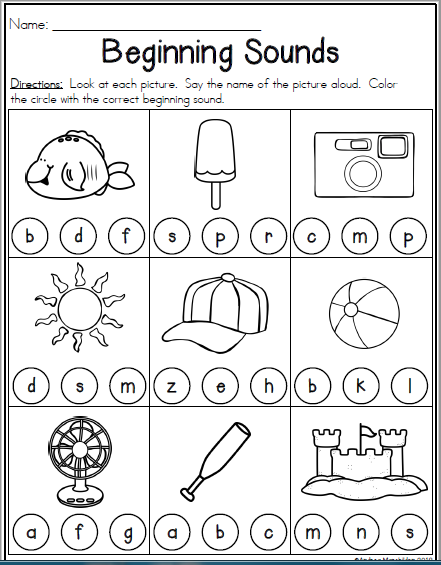 Name:
Beginning Sounds
Directions: Look at each picture. Say the name of the picture aloud. Color
the circle with the correct beginning sound.
b d f s p r c m p
d s m z e h b k l
a f g a b c m n s